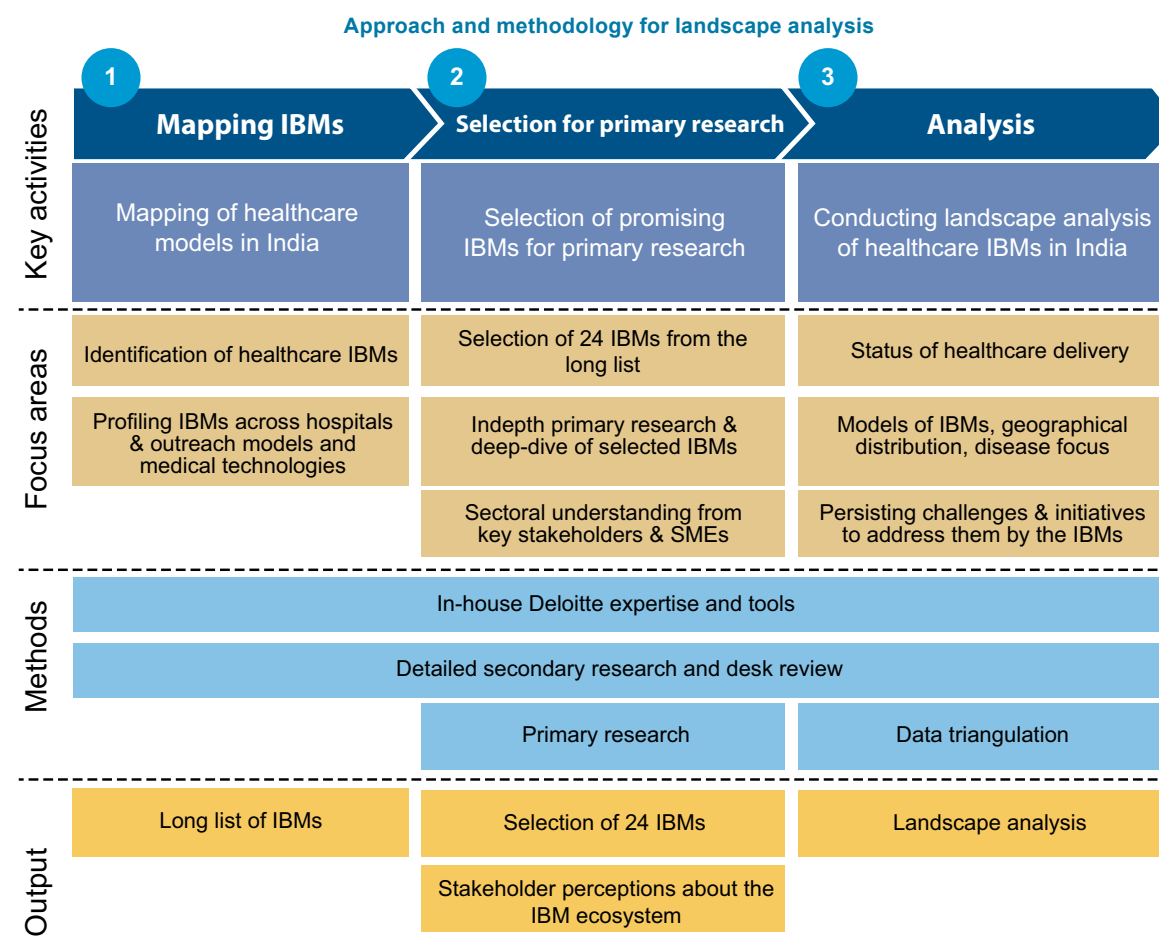 Approach and methodology for landscape analysis
1
2
3
Mapping IBMs
Selection for primary research
Analysis
Key activities
Mapping of healthcare
models in India
Selection of promising
IBMs for primary research
Conducting landscape analysis
of healthcare IBMs in India
Focus areas
Identification of healthcare IBMs
Selection of 24 IBMs from the
long list
Status of healthcare delivery
Profiling IBMs across hospitals
& outreach models and
medical technologies
Indepth primary research &
deep-dive of selected IBMs
Models of IBMs, geographical
distribution, disease focus
Sectoral understanding from
key stakeholders & SMEs
Persisting challenges & initiatives
to address them by the IBMs
Methods
In-house Deloitte expertise and tools
Detailed secondary research and desk review
Primary research
Data triangulation
Output
Long list of IBMs
Selection of 24 IBMs
Landscape analysis
Stakeholder perceptions about the
IBM ecosystem